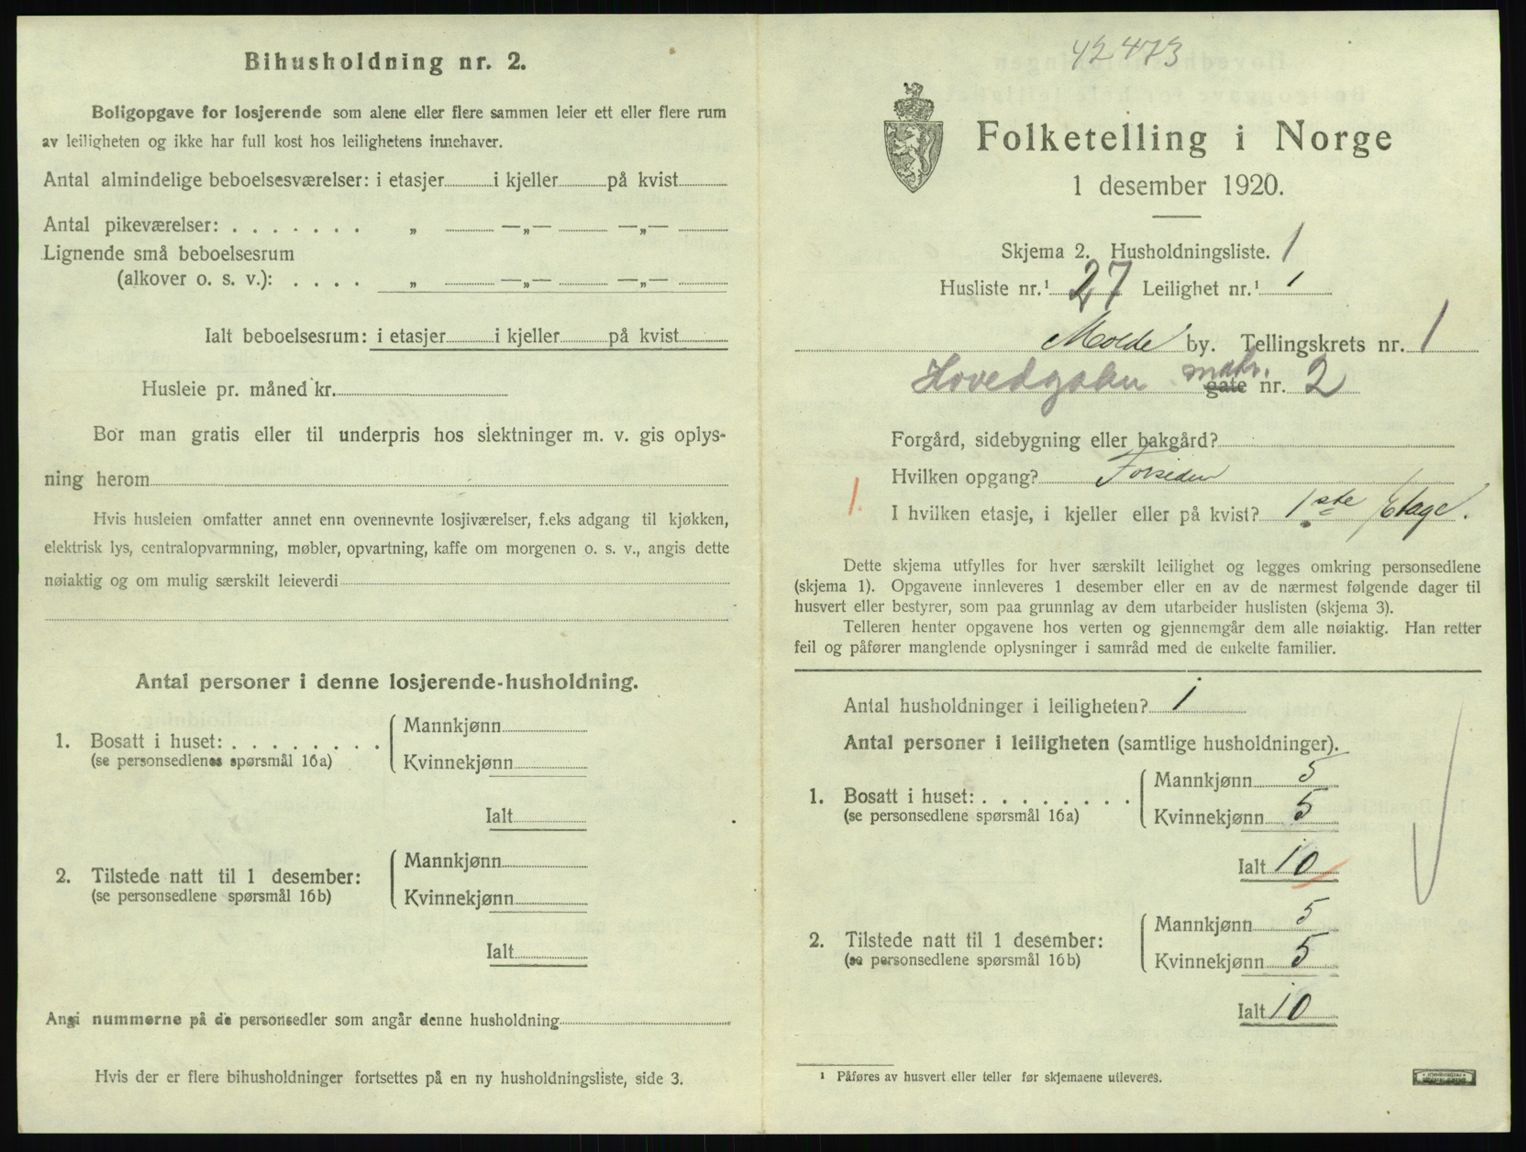 Bihusholdning nr. 2.
Boligopgave for losjerende som alene eller flere sammen leier ett eller flere rum
av leiligheten og ikke har full kost hos leilighetens innehaver.
Antal almindelige beboelsesværelser: i etasjer i kjeller på kvist
Antal pikeværelser: . . . . . . . „ —„— —„—
Lignende små beboelsesrum
(alkover o. s. v.): . . . . „ —„— —„—
Ialt beboelsesrum: i etasjer i kjeller på kvist
Husleie pr. måned kr.
Bor man gratis eller til underpris hos slektninger m. v. gis oplys-
ning herom
Hvis husleien omfatter annet enn ovennevnte losjiværelser, f.eks adgang til kjøkken,
elektrisk lys, centralopvarmning, møbler, opvartning, kaffe om morgenen o. s. v., angis dette
nøiaktig og om mulig særskilt leieverdi
Antal personer i denne losjerende-husholdning.
1. Bosatt i huset: . . . . . . . .
(se personsedlenes spørsmål 16a)
Mannkjønn
Kvinnekjønn
Ialt
2. Tilstede natt til 1 desember:
(se personsedlene spørsmål 16b)
Mannkjønn
Kvinnekjønn
Ialt
Angi nummerne på de personsedler som angår denne husholdning
Hvis der er flere bihusholdninger fortsettes på en ny husholdningsliste, side 3.
42473
Folketelling i Norge
1 desember 1920.
Skjema 2. Husholdningsliste. 1
Husliste nr.¹ 27 Leilighet nr.¹ 1
Molde by. Tellingskrets nr. 1
Hovedgaten matr.
gate nr. 2
Forgård, sidebygning eller bakgård?
Hvilken opgang? Forsiden
1. I hvilken etasje, i kjeller eller på kvist? 1ste Etage.
Dette skjema utfylles for hver særskilt leilighet og legges omkring personsedlene
(skjema 1). Opgavene innleveres 1 desember eller en av de nærmest følgende dager til
husvert eller bestyrer, som paa grunnlag av dem utarbeider huslisten (skjema 3).
Telleren henter opgavene hos verten og gjennemgår dem alle nøiaktig. Han retter
feil og påfører manglende oplysninger i samråd med de enkelte familier.
Antal husholdninger i leiligheten? 1
Antal personer i leiligheten (samtlige husholdninger).
1. Bosatt i huset: . . . . . . . .
(se personsedlene spørsmål 16a)
Mannkjønn 5
Kvinnekjønn 5
Ialt 10
2. Tilstede natt til 1 desember:
(se personsedlene spørsmål 16b)
Mannkjønn 5
Kvinnekjønn 5
Ialt 10
¹ Påføres av husvert eller teller før skjemaene utleveres.